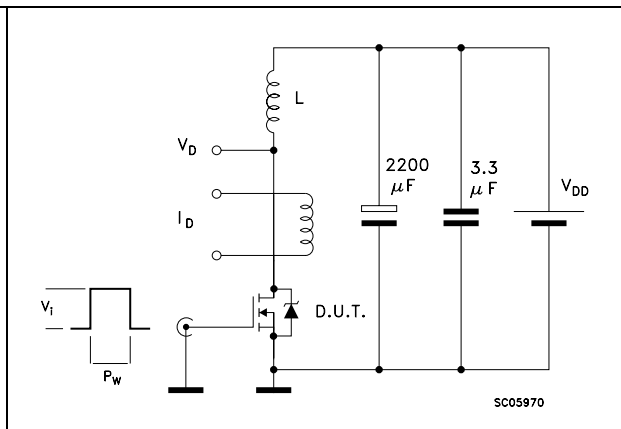 L
V_D
2200
μF
3.3
μF
V_DD
I_D
V_i
D.U.T.
P_W
SC05970